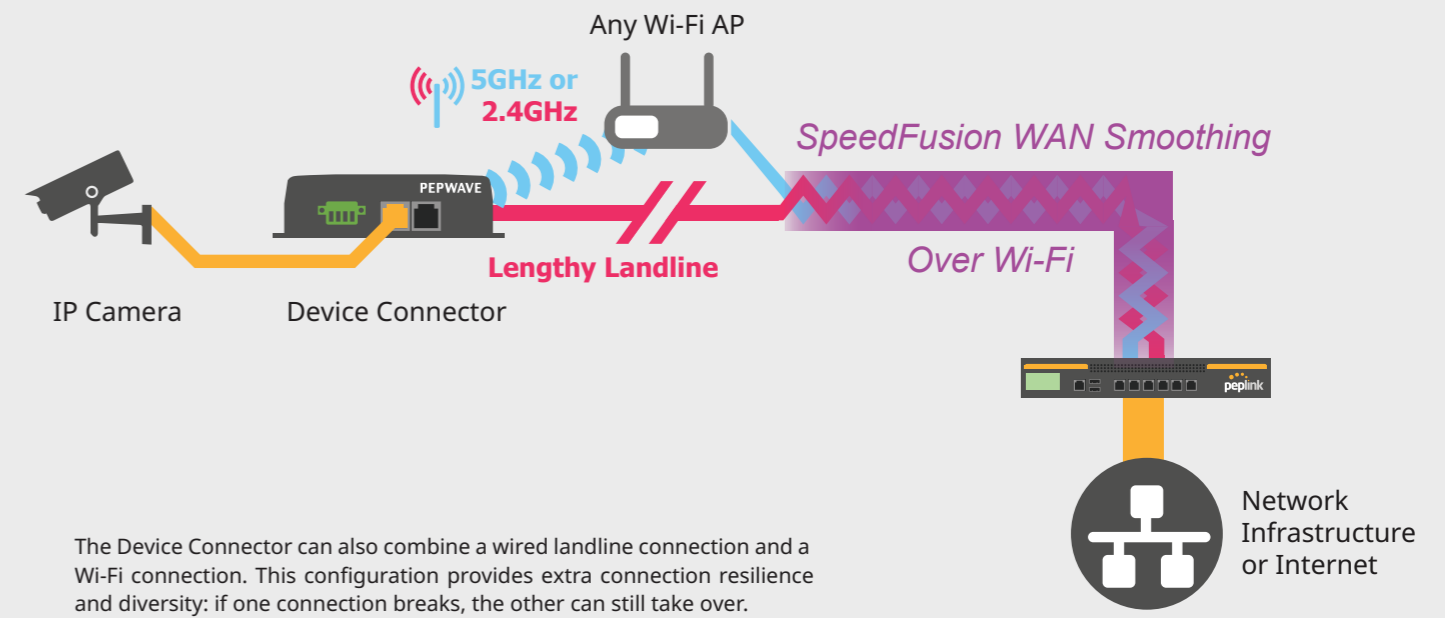 Any Wi-Fi AP
5GHz or
2.4GHz
SpeedFusion WAN Smoothing
PEPWAVE
Over Wi-Fi
Lengthy Landline
IP Camera
Device Connector
peplink
Network
Infrastructure
or Internet
The Device Connector can also combine a wired landline connection and a
Wi-Fi connection. This configuration provides extra connection resilience
and diversity: if one connection breaks, the other can still take over.